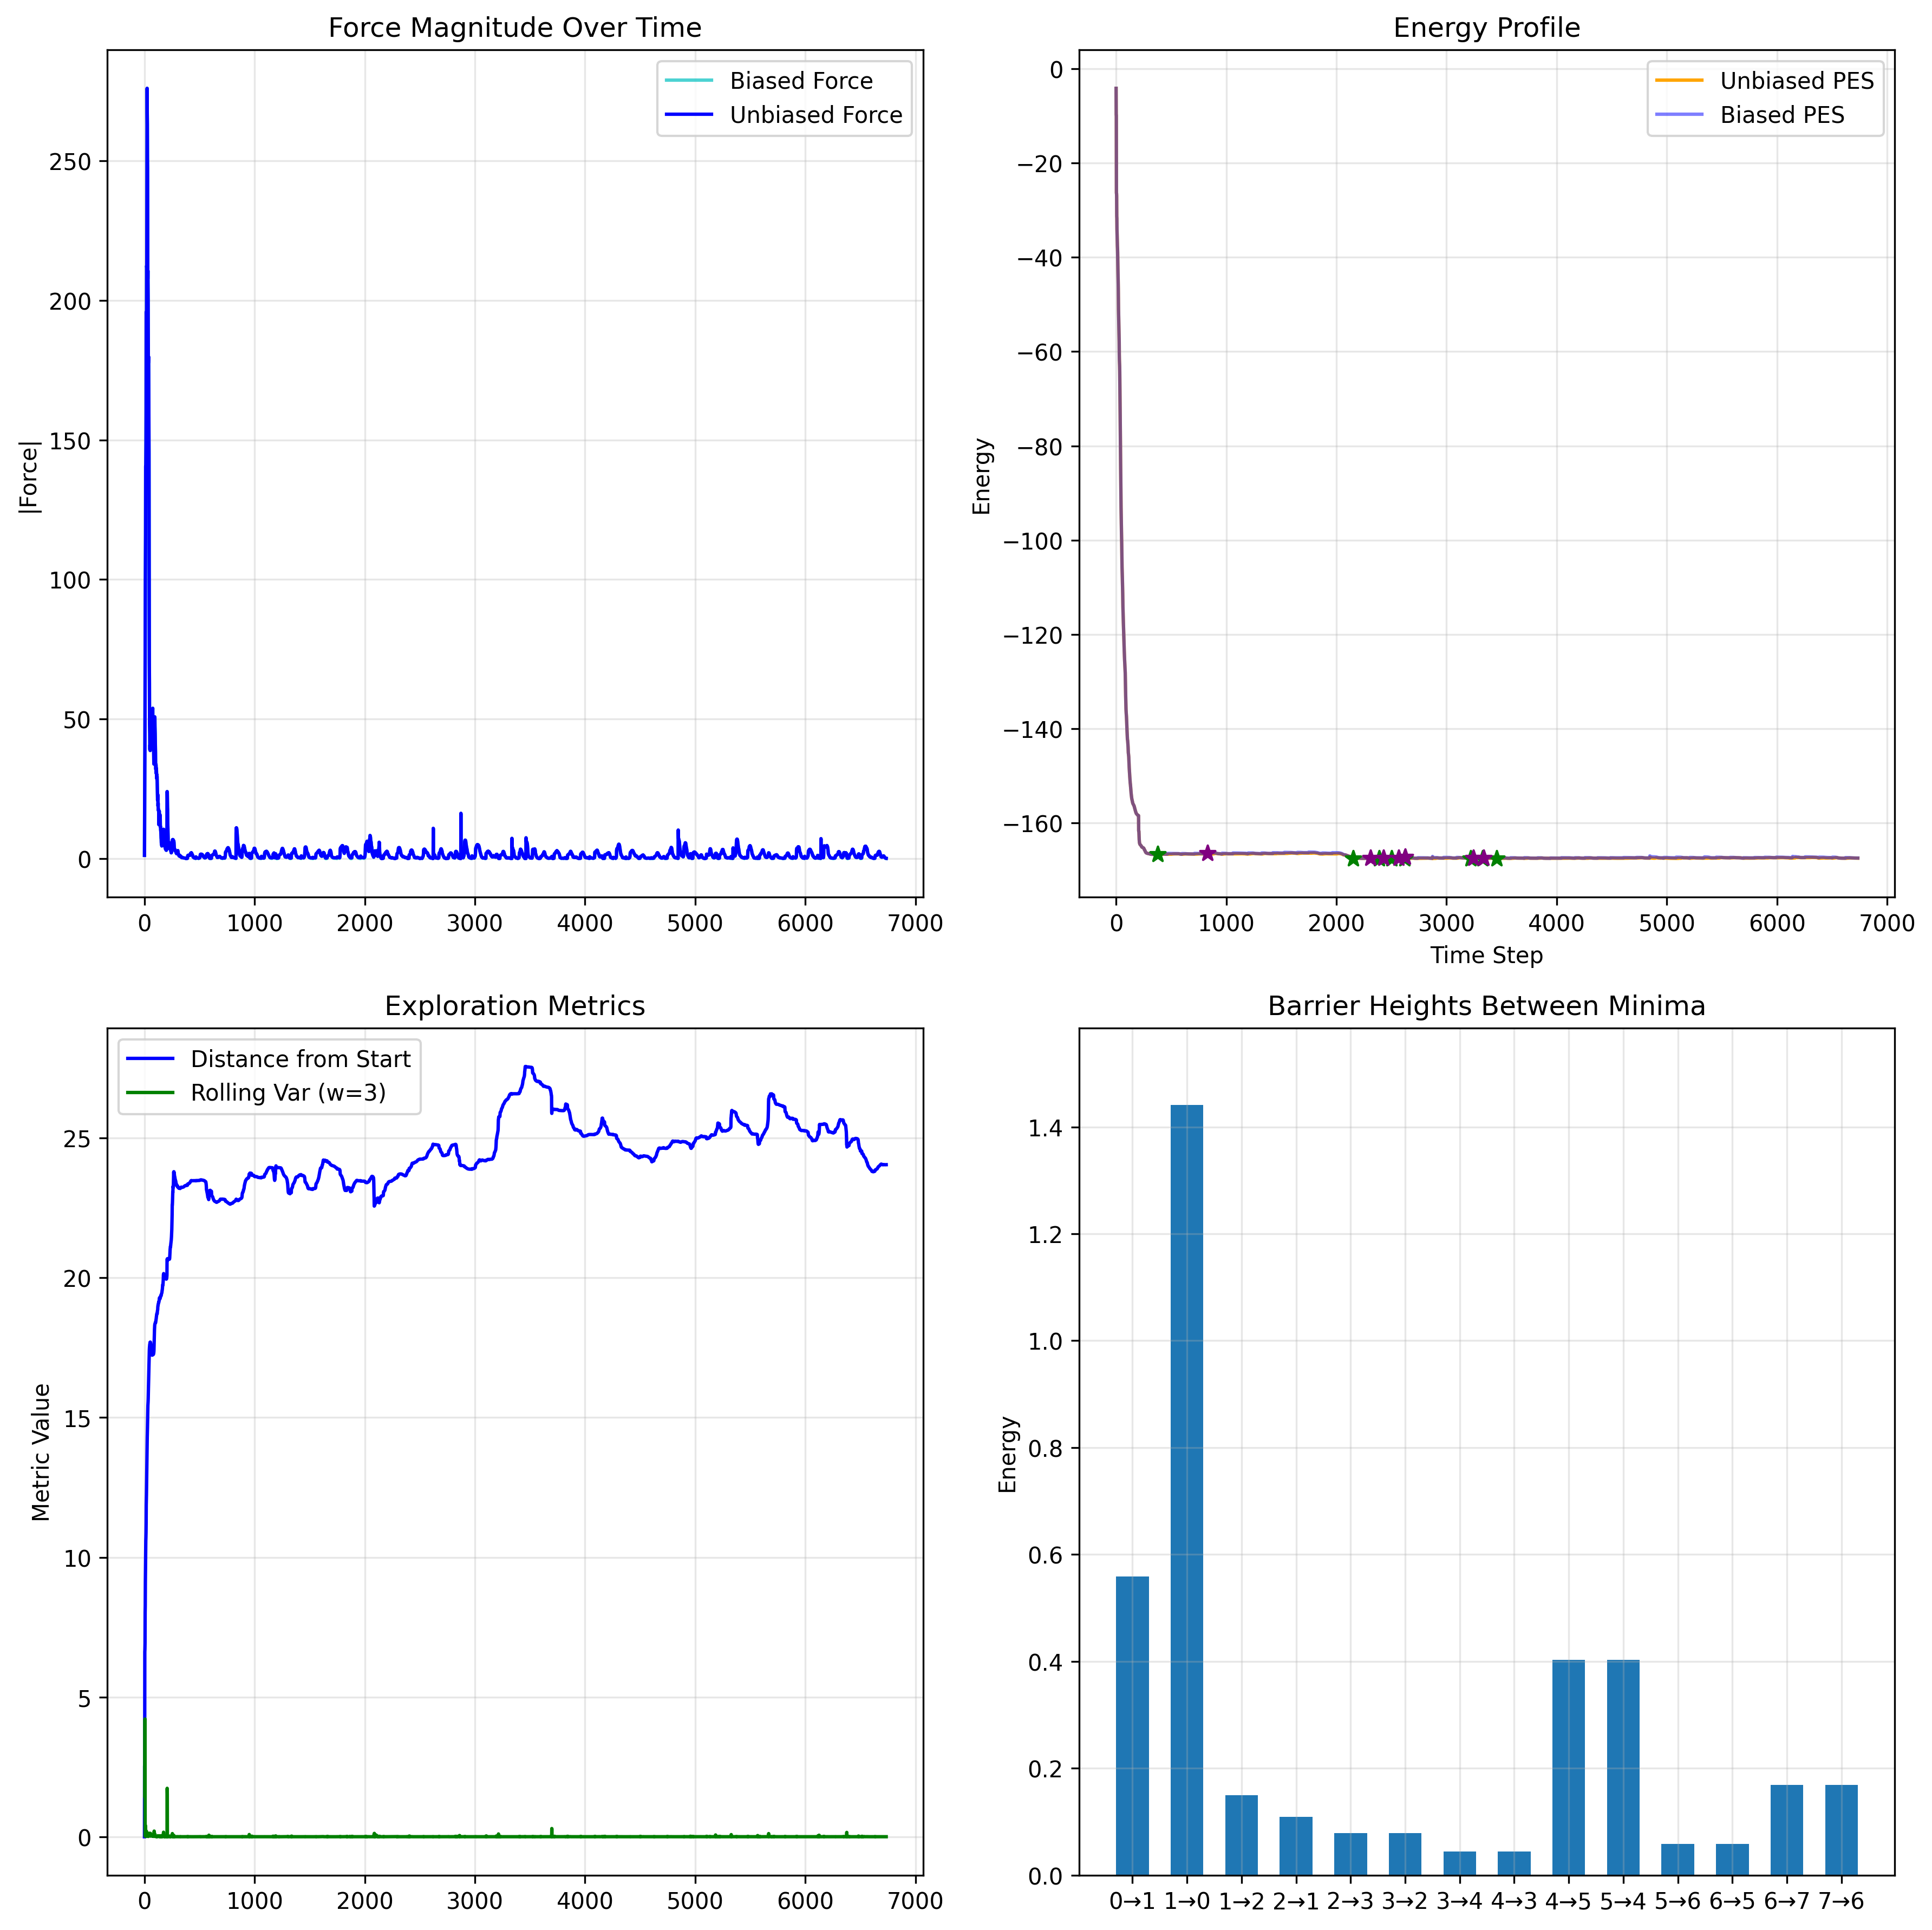 Force Magnitude Over Time
Biased Force
Unbiased Force
|Force|
250
200
150
100
50
0
0 1000 2000 3000 4000 5000 6000 7000
Energy Profile
Unbiased PES
Biased PES
Energy
0
−20
−40
−60
−80
−100
−120
−140
−160
0 1000 2000 3000 4000 5000 6000 7000
Time Step
Exploration Metrics
Distance from Start
Rolling Var (w=3)
Metric Value
25
20
15
10
5
0
0 1000 2000 3000 4000 5000 6000 7000
Barrier Heights Between Minima
Energy
1.4
1.2
1.0
0.8
0.6
0.4
0.2
0.0
0→1 1→0 1→2 2→1 2→3 3→2 3→4 4→3 4→5 5→4 5→6 6→5 6→7 7→6